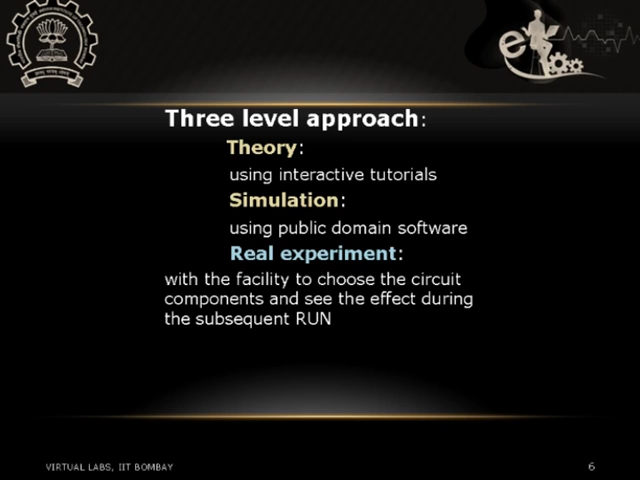 Three level approach:
Theory:
using interactive tutorials
Simulation:
using public domain software
Real experiment:
with the facility to choose the circuit
components and see the effect during
the subsequent RUN
VIRTUAL LABS, IIT BOMBAY
6